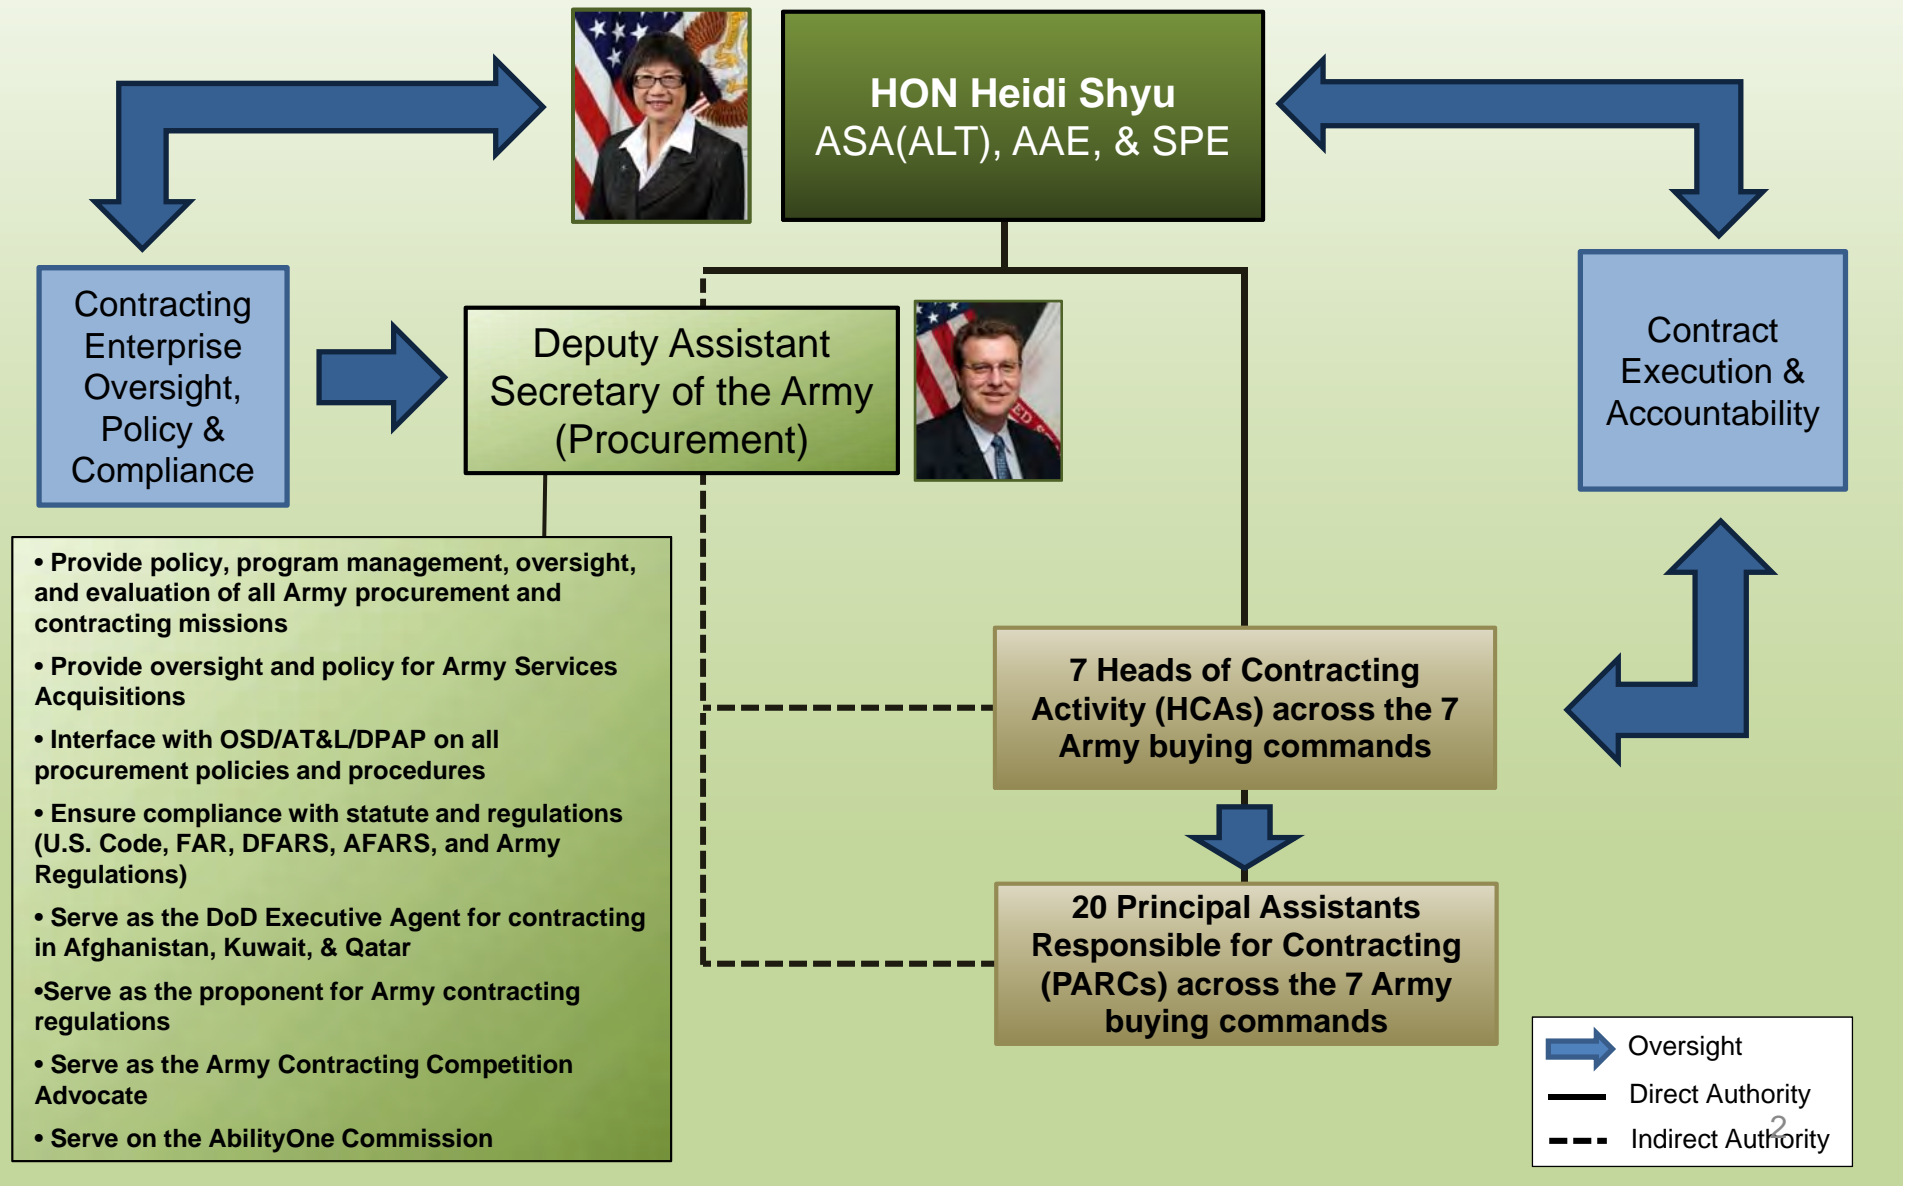 HON Heidi Shyu
ASA(ALT), AAE, & SPE
Contracting
Enterprise
Oversight,
Policy &
Compliance
Deputy Assistant
Secretary of the Army
(Procurement)
Contract
Execution &
Accountability
• Provide policy, program management, oversight,
and evaluation of all Army procurement and
contracting missions
• Provide oversight and policy for Army Services
Acquisitions
• Interface with OSD/AT&L/DPAP on all
procurement policies and procedures
• Ensure compliance with statute and regulations
(U.S. Code, FAR, DFARS, AFARS, and Army
Regulations)
• Serve as the DoD Executive Agent for contracting
in Afghanistan, Kuwait, & Qatar
•Serve as the proponent for Army contracting
regulations
• Serve as the Army Contracting Competition
Advocate
• Serve on the AbilityOne Commission
7 Heads of Contracting
Activity (HCAs) across the 7
Army buying commands
20 Principal Assistants
Responsible for Contracting
(PARCs) across the 7 Army
buying commands
Oversight
Direct Authority
Indirect Authority
2